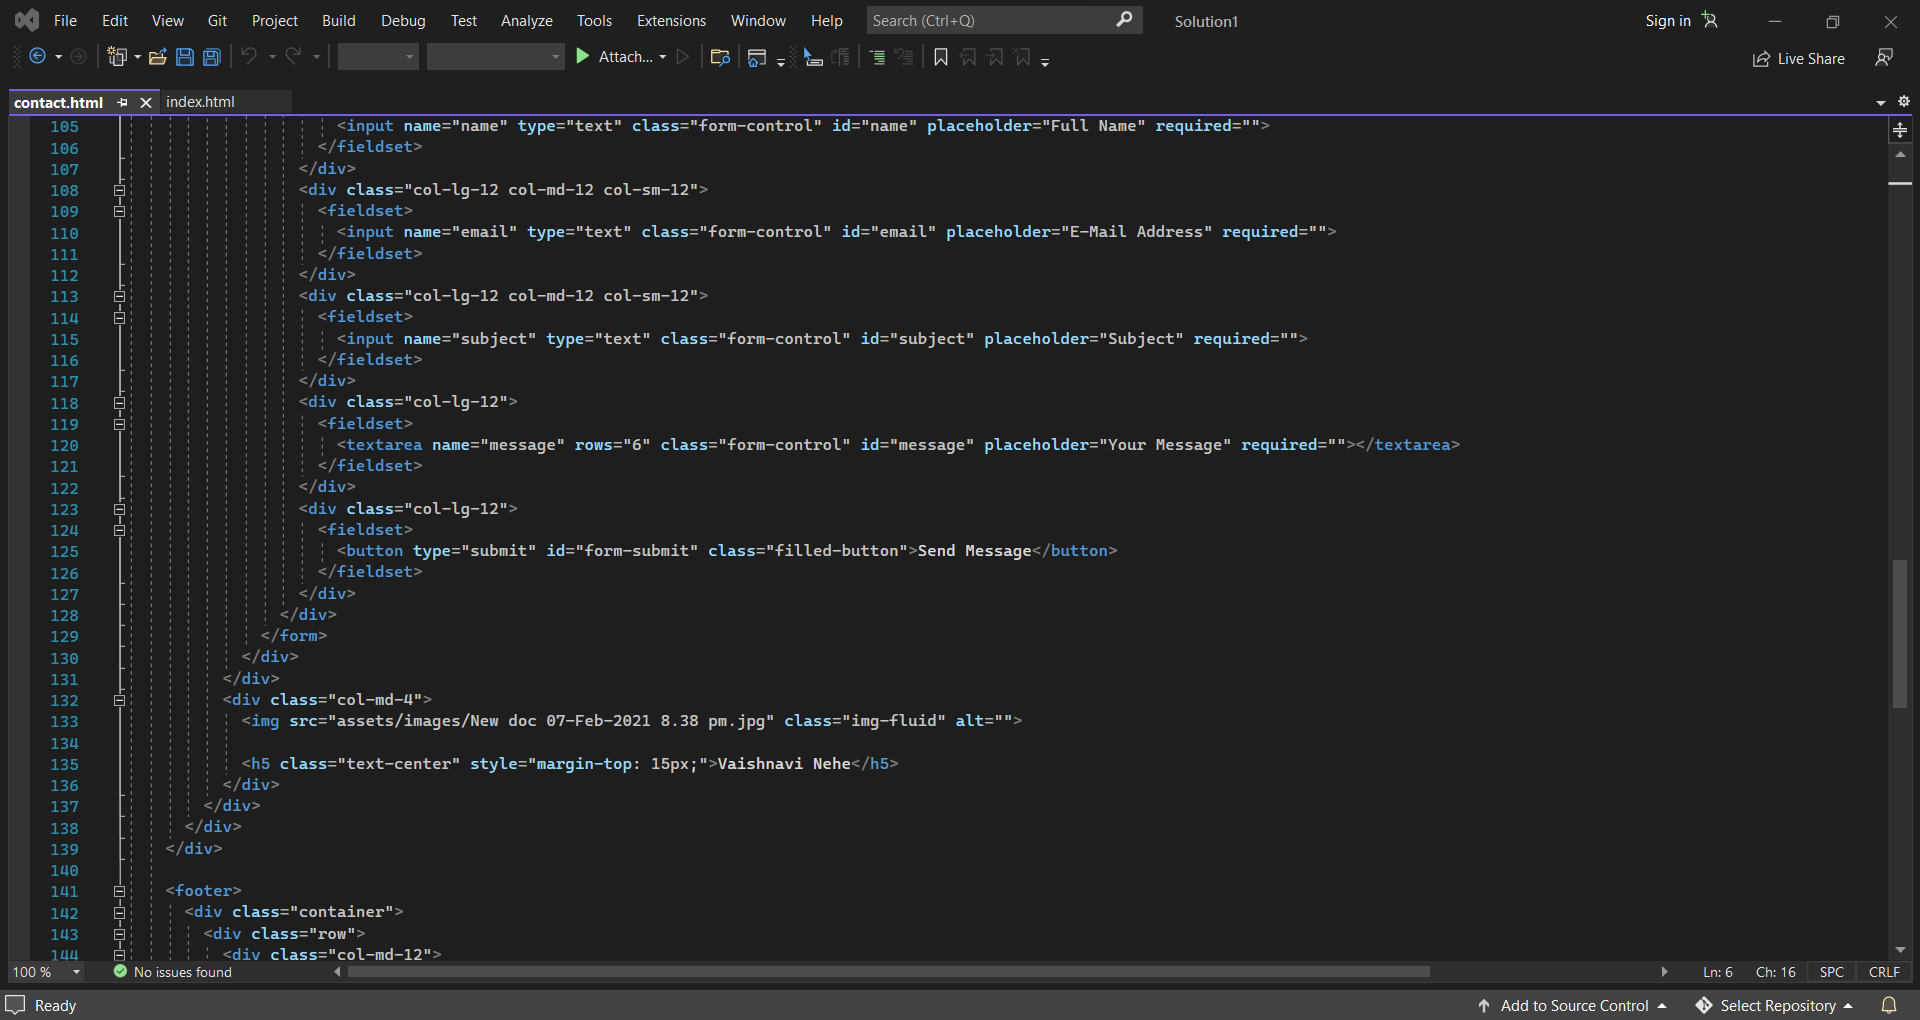 File Edit View Git Project Build Debug Test Analyze Tools Extensions Window Help Search (Ctrl+Q) Solution1 Sign in
Attach... Live Share
contact.html index.html
105 <input name="name" type="text" class="form-control" id="name" placeholder="Full Name" required="">
106 </fieldset>
107 </div>
108 <div class="col-lg-12 col-md-12 col-sm-12">
109 <fieldset>
110 <input name="email" type="text" class="form-control" id="email" placeholder="E-Mail Address" required="">
111 </fieldset>
112 </div>
113 <div class="col-lg-12 col-md-12 col-sm-12">
114 <fieldset>
115 <input name="subject" type="text" class="form-control" id="subject" placeholder="Subject" required="">
116 </fieldset>
117 </div>
118 <div class="col-lg-12">
119 <fieldset>
120 <textarea name="message" rows="6" class="form-control" id="message" placeholder="Your Message" required=""></textarea>
121 </fieldset>
122 </div>
123 <div class="col-lg-12">
124 <fieldset>
125 <button type="submit" id="form-submit" class="filled-button">Send Message</button>
126 </fieldset>
127 </div>
128 </div>
129 </form>
130 </div>
131 </div>
132 <div class="col-md-4">
133 <img src="assets/images/New doc 07-Feb-2021 8.38 pm.jpg" class="img-fluid" alt="">
134
135 <h5 class="text-center" style="margin-top: 15px;">Vaishnavi Nehe</h5>
136 </div>
137 </div>
138 </div>
139 </div>
140
141 <footer>
142 <div class="container">
143 <div class="row">
144 <div class="col-md-12">
100 % No issues found Ln: 6 Ch: 16 SPC CRLF
Ready Add to Source Control Select Repository